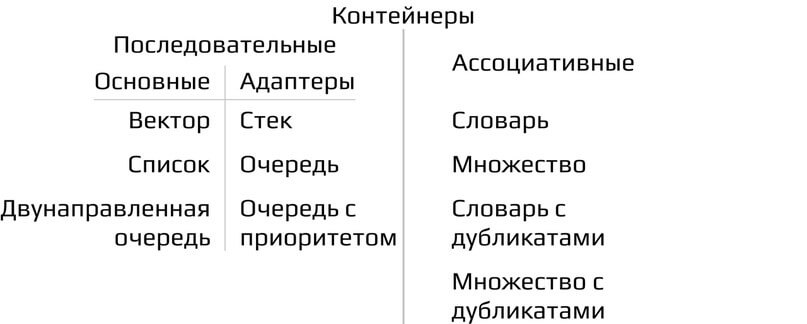 Контейнеры
Последовательные
Основные
Адаптеры
Вектор
Стек
Список
Очередь
Двунаправленная
очередь
Очередь с
приоритетом
Ассоциативные
Словарь
Множество
Словарь с
дубликатами
Множество с
дубликатами